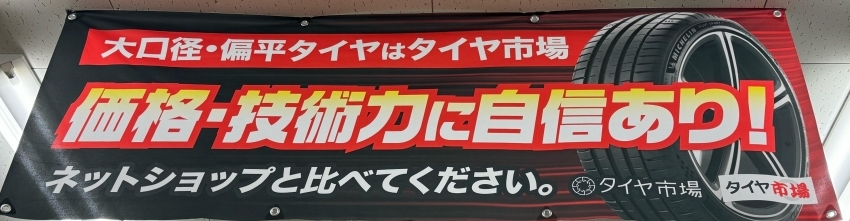 大口径・偏平タイヤはタイヤ市場
MICHELIN
価格・技術力に自信あり!
ネットショップと比べてください。
タイヤ市場
タイヤ市場